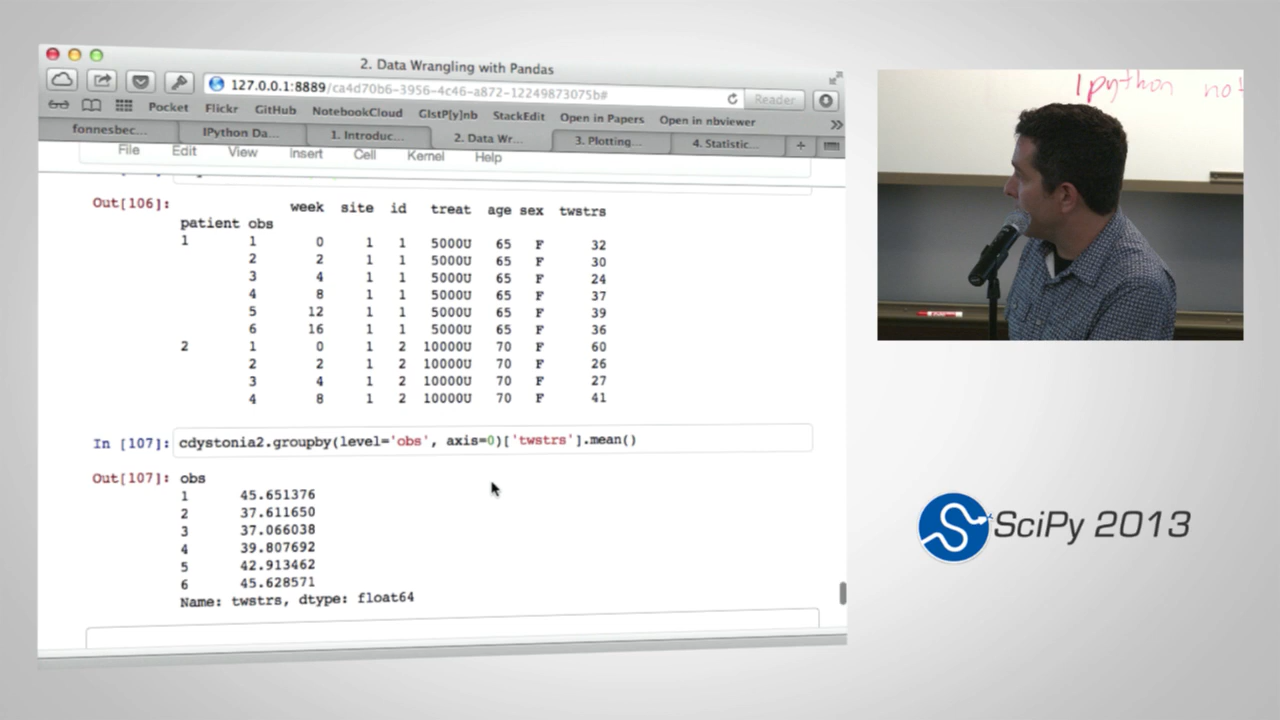 2. Data Wrangling with Pandas
127.0.0.1:8889/ca4d70b6-3956-4c46-a872-12249873075b#
Reader
Pocket Flickr GitHub NotebookCloud GistP[y]nb StackEdit Open in Papers Open in nbviewer
fonnesbec... IPython Da... 1. Introduc... 2. Data Wr... 3. Plotting... 4. Statistic...
File Edit View Insert Cell Kernel Help
Out[106]: week site id treat age sex twstrs
patient obs
1 1 0 1 1 5000U 65 F 32
2 2 1 1 5000U 65 F 30
3 4 1 1 5000U 65 F 24
4 8 1 1 5000U 65 F 37
5 12 1 1 5000U 65 F 39
6 16 1 1 5000U 65 F 36
2 1 0 1 2 10000U 70 F 60
2 2 1 2 10000U 70 F 26
3 4 1 2 10000U 70 F 27
4 8 1 2 10000U 70 F 41
In [107]: cdystonia2.groupby(level='obs', axis=0)['twstrs'].mean()
Out[107]: obs
1 45.651376
2 37.611650
3 37.066038
4 39.807692
5 42.913462
6 45.628571
Name: twstrs, dtype: float64
Ipython not
SciPy 2013